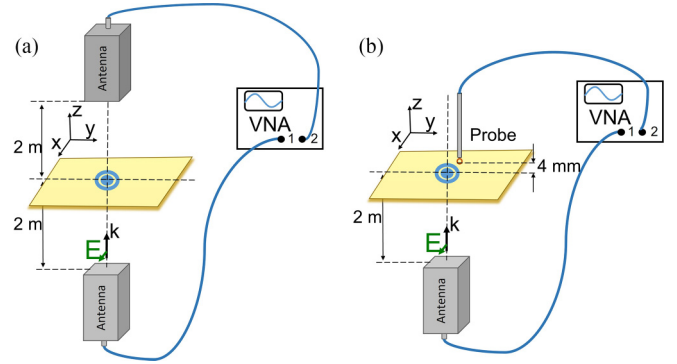 (a)
Antenna
z
y
x
2 m
VNA
1 2
2 m
k
E
Antenna
(b)
z
y
x
Probe
VNA
1 2
4 mm
2 m
k
E
Antenna